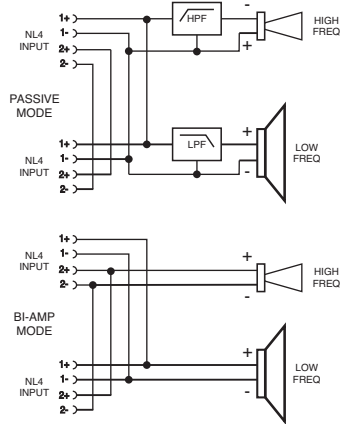 1+
1-
2+
2-
NL4
INPUT
HPF
-
+
HIGH
FREQ
PASSIVE
MODE
1+
1-
2+
2-
NL4
INPUT
LPF
+
-
LOW
FREQ
1+
1-
2+
2-
NL4
INPUT
+
-
HIGH
FREQ
BI-AMP
MODE
1+
1-
2+
2-
NL4
INPUT
+
-
LOW
FREQ